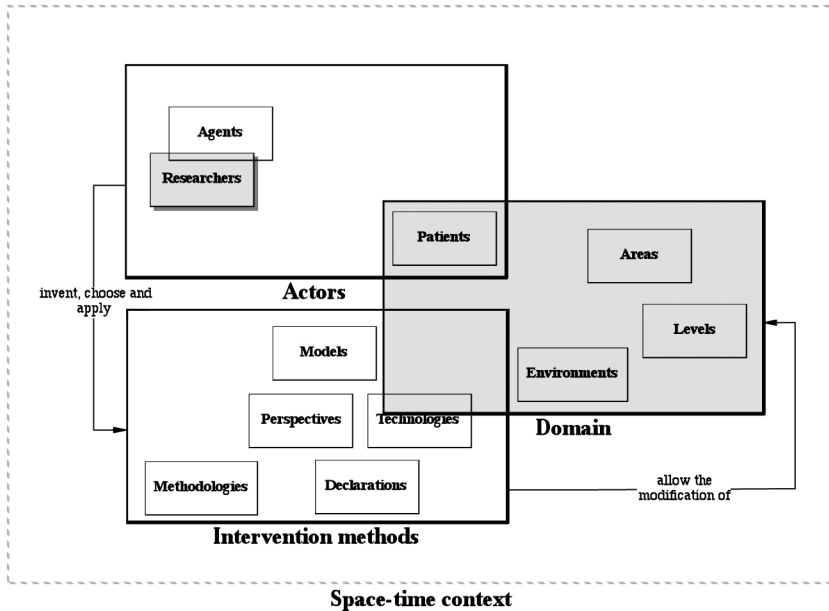 Agents
Researchers
Patients
Areas
Actors
invent, choose and
apply
Levels
Models
Environments
Perspectives
Technologies
Domain
Methodologies
Declarations
allow the
modification of
Intervention methods
Space-time context